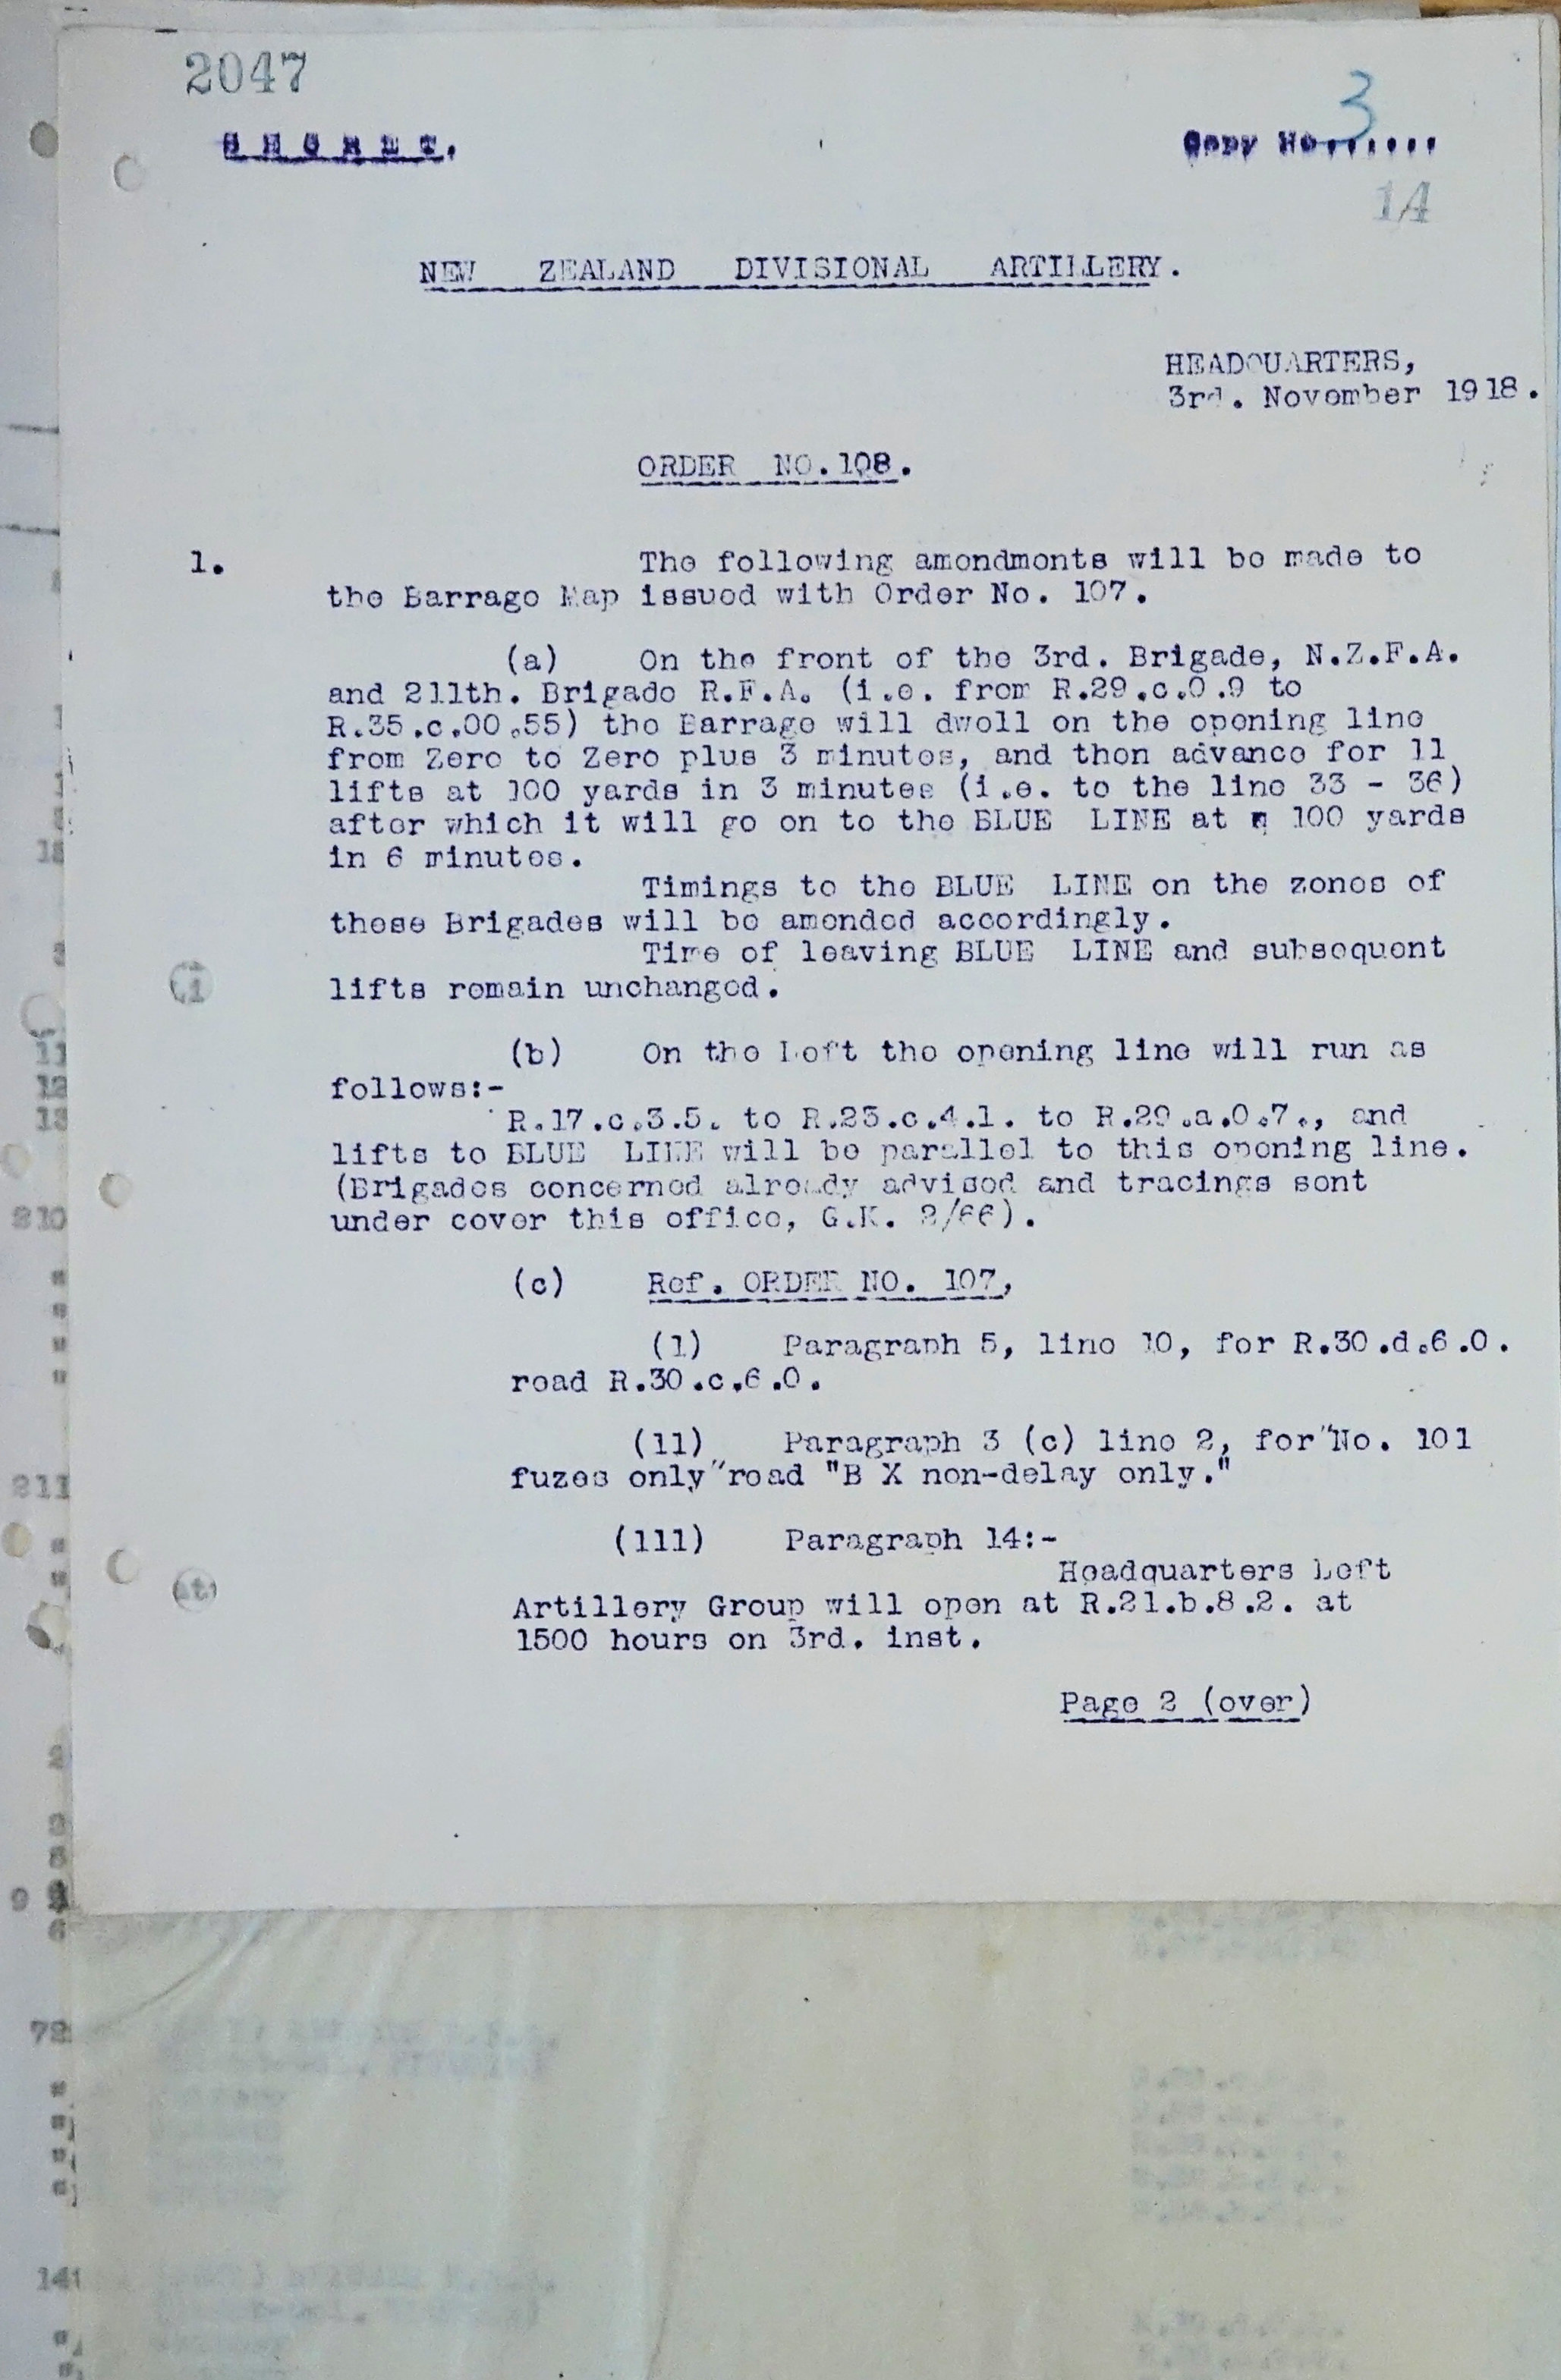 2047
SECRET.
Copy No.......
3
14
NEW ZEALAND DIVISIONAL ARTILLERY.
HEADQUARTERS,
3rd. November 1918.
ORDER NO.108.
1. The following amendments will be made to
the Barrage Map issued with Order No. 107.
(a) On the front of the 3rd. Brigade, N.Z.F.A.
and 211th. Brigade R.F.A. (i.e. from R.29.c.0.9 to
R.35.c.00.55) the Barrage will dwell on the opening line
from Zero to Zero plus 3 minutes, and then advance for 11
lifts at 100 yards in 3 minutes (i.e. to the line 33 - 36)
after which it will go on to the BLUE LINE at 100 yards
in 6 minutes.
Timings to the BLUE LINE on the zones of
these Brigades will be amended accordingly.
Time of leaving BLUE LINE and subsequent
lifts remain unchanged.
(b) On the Left the opening line will run as
follows:-
R.17.c.3.5. to R.23.c.4.1. to R.29.a.0.7., and
lifts to BLUE LINE will be parallel to this opening line.
(Brigades concerned already advised and tracings sent
under cover this office, G.K. 2/66).
(c) Ref. ORDER NO. 107,
(1) Paragraph 5, line 10, for R.30.d.6.0.
read R.30.c.6.0.
(11) Paragraph 3 (c) line 2, for "No. 101
fuzes only" read "B X non-delay only."
(111) Paragraph 14:-
Headquarters Left
Artillery Group will open at R.21.b.8.2. at
1500 hours on 3rd. inst.
Page 2 (over)